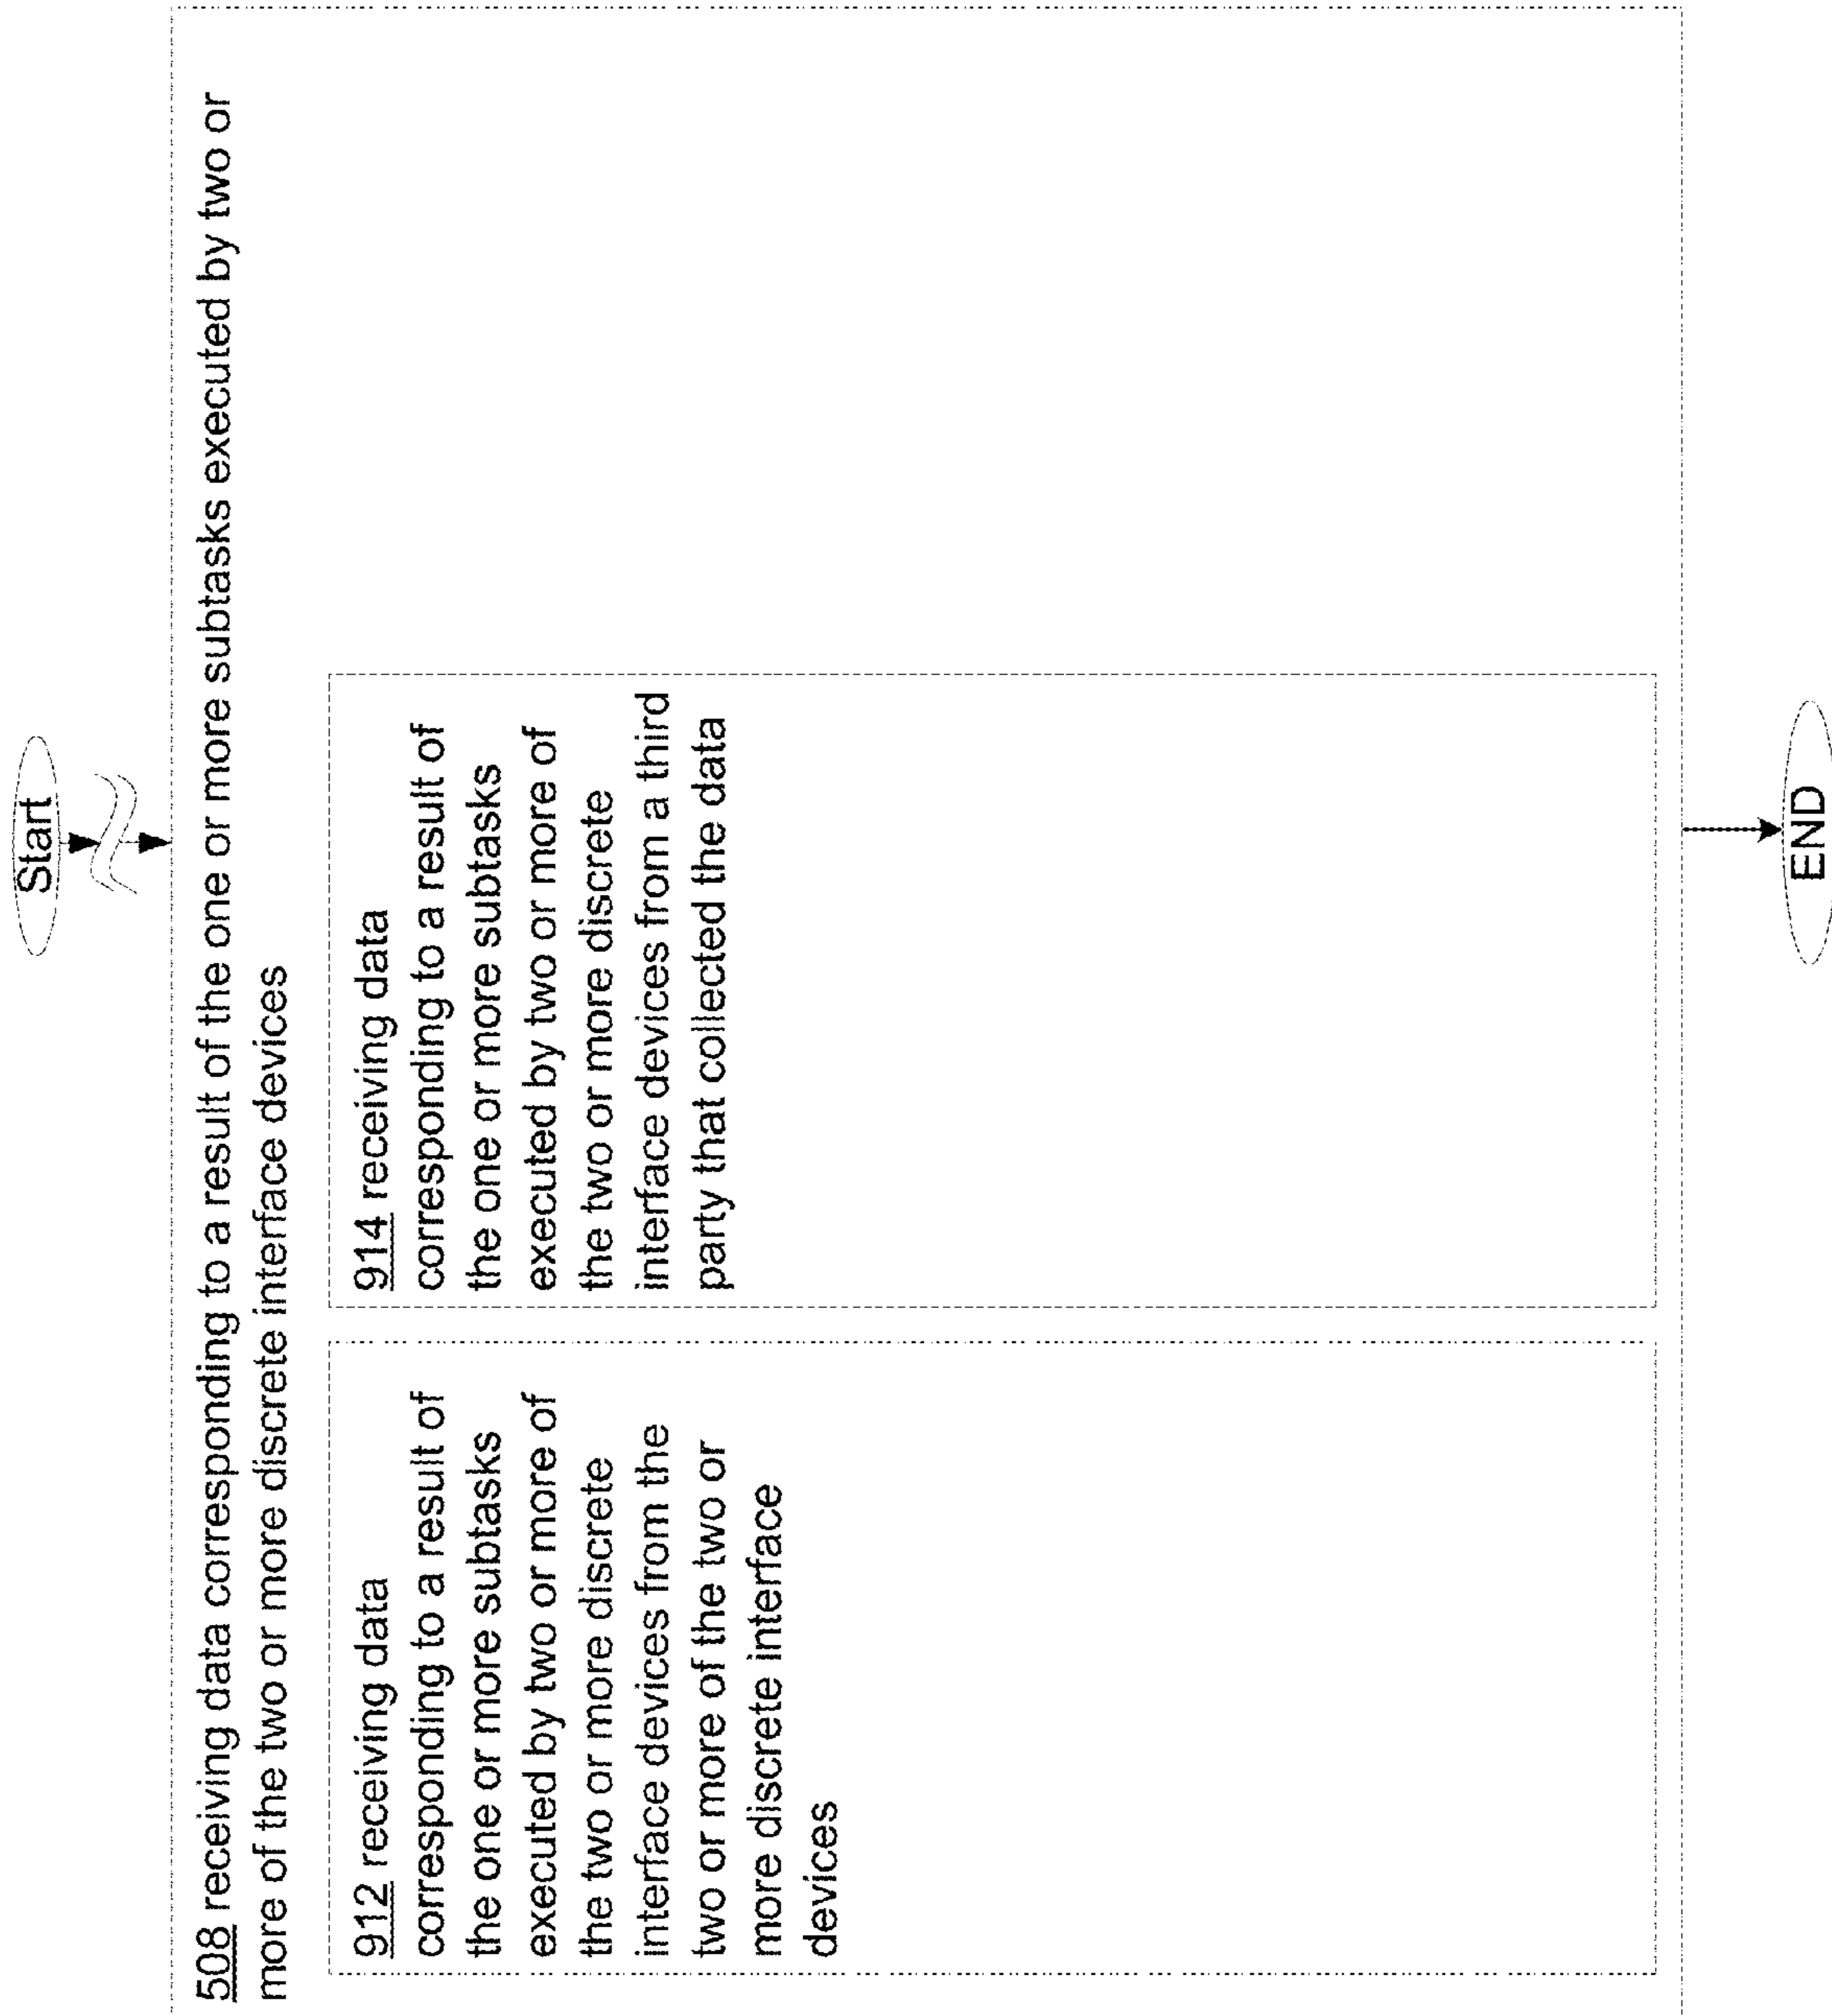 Start
508 receiving data corresponding to a result of the one or more subtasks executed by two or
more of the two or more discrete interface devices
912 receiving data
corresponding to a result of
the one or more subtasks
executed by two or more of
the two or more discrete
interface devices from the
two or more of the two or
more discrete interface
devices
914 receiving data
corresponding to a result of
the one or more subtasks
executed by two or more of
the two or more discrete
interface devices from a third
party that collected the data
END